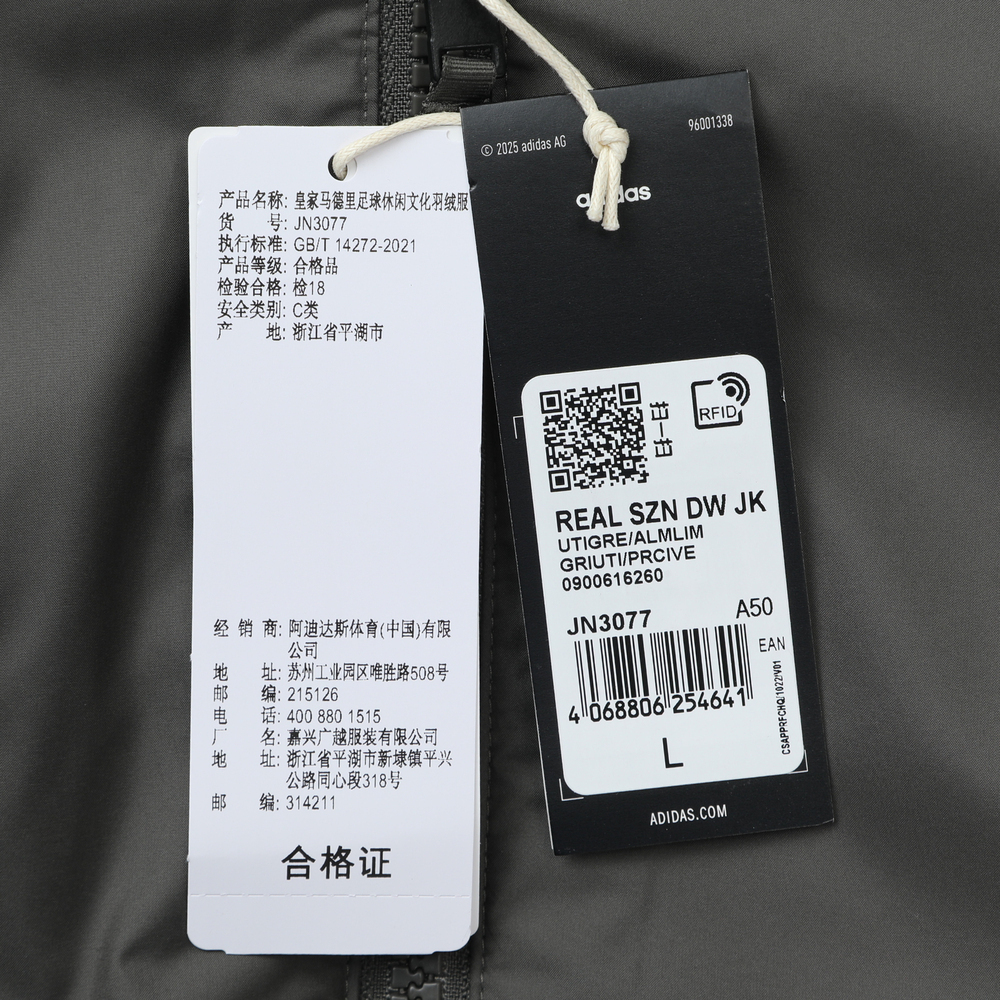 产品名称: 皇家马德里足球休闲文化羽绒服
货 号: JN3077
执行标准: GB/T 14272-2021
产品等级: 合格品
检验合格: 检18
安全类别: C类
产 地: 浙江省平湖市
经 销 商: 阿迪达斯体育(中国)有限
公司
地 址: 苏州工业园区唯胜路508号
邮 编: 215126
电 话: 400 880 1515
厂 名: 嘉兴广越服装有限公司
地 址: 浙江省平湖市新埭镇平兴
公路同心段318号
邮 编: 314211
合格证
© 2025 adidas AG
96001338
adidas
扫一扫
RFID
REAL SZN DW JK
UTIGRE/ALMLIM
GRIUTI/PRCIVE
0900616260
JN3077 A50
EAN
4 068806 254641
CSAPPRFCHQ/1022/V01
L
ADIDAS.COM